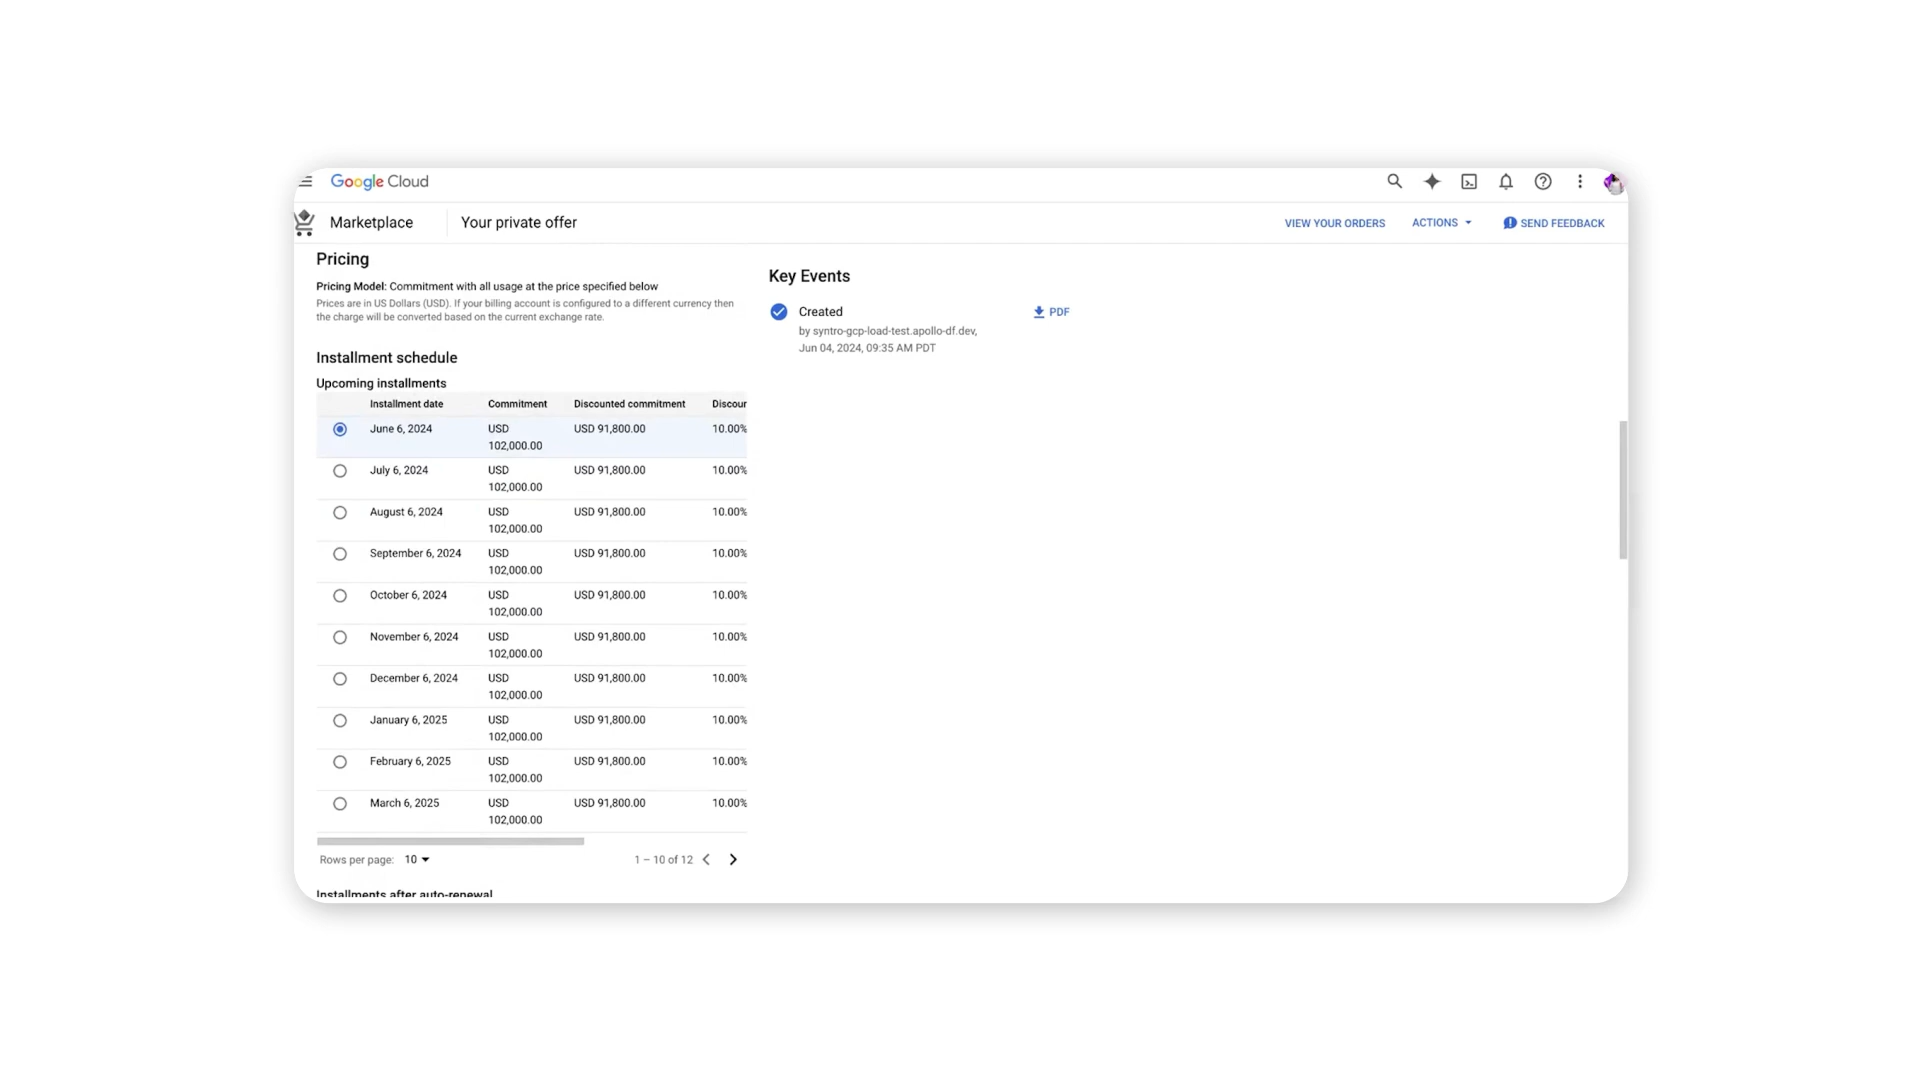 Google Cloud
Marketplace
Your private offer
VIEW YOUR ORDERS
ACTIONS
SEND FEEDBACK
Pricing
Pricing Model: Commitment with all usage at the price specified below
Prices are in US Dollars (USD). If your billing account is configured to a different currency then
the charge will be converted based on the current exchange rate.
Installment schedule
Upcoming installments
Installment date Commitment Discounted commitment Discour
June 6, 2024 USD USD 91,800.00 10.00%
102,000.00
July 6, 2024 USD USD 91,800.00 10.00%
102,000.00
August 6, 2024 USD USD 91,800.00 10.00%
102,000.00
September 6, 2024 USD USD 91,800.00 10.00%
102,000.00
October 6, 2024 USD USD 91,800.00 10.00%
102,000.00
November 6, 2024 USD USD 91,800.00 10.00%
102,000.00
December 6, 2024 USD USD 91,800.00 10.00%
102,000.00
January 6, 2025 USD USD 91,800.00 10.00%
102,000.00
February 6, 2025 USD USD 91,800.00 10.00%
102,000.00
March 6, 2025 USD USD 91,800.00 10.00%
102,000.00
Rows per page: 10
1 – 10 of 12
Installments after auto-renewal
Key Events
Created
PDF
by syntro-gcp-load-test.apollo-df.dev,
Jun 04, 2024, 09:35 AM PDT